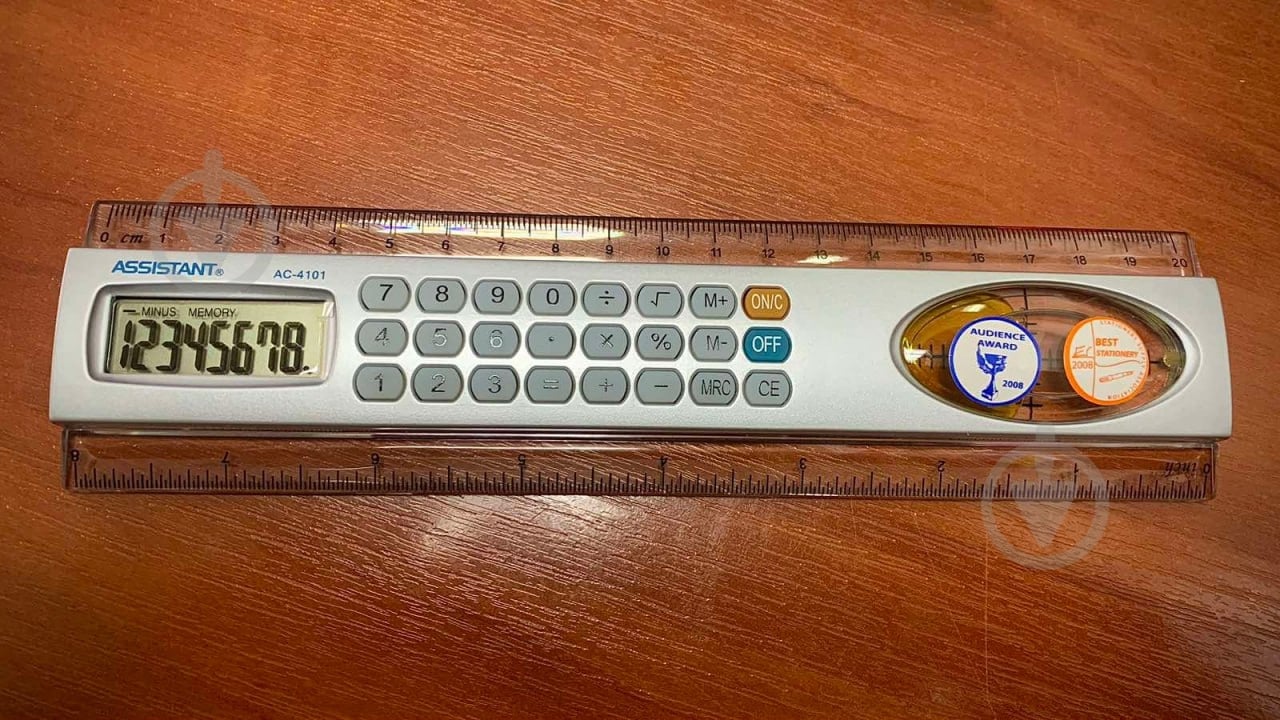 0 cm 1 2 3 4 5 6 7 8 9 10 11 12 13 14 15 16 17 18 19 20
ASSISTANT® AC-4101
MINUS MEMORY
12345678.
7 8 9 0 ÷ √ M+ ON/C
4 5 6 · × % M- OFF
1 2 3 = + − MRC CE
AUDIENCE
AWARD
2008
BEST
STATIONERY
2008
8 7 6 5 4 3 2 1 inch 0